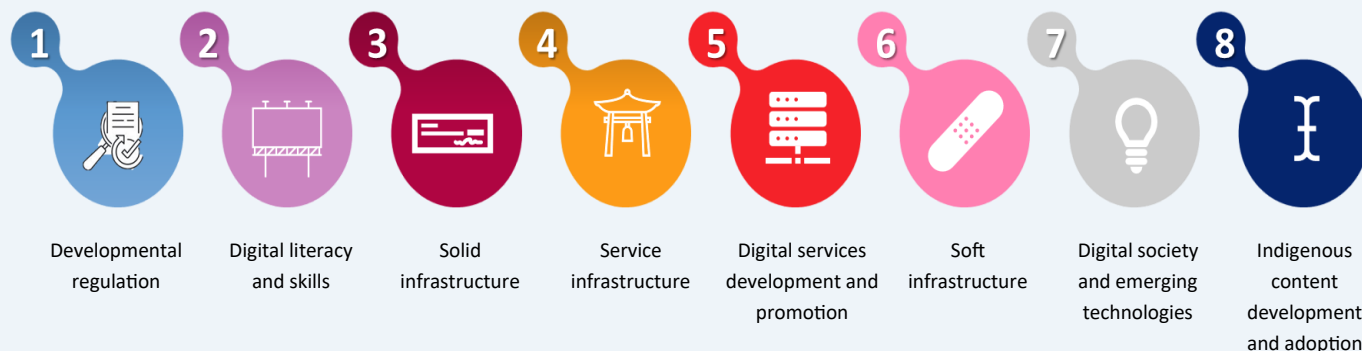 1
2
3
4
5
6
7
8
Developmental
regulation
Digital literacy
and skills
Solid
infrastructure
Service
infrastructure
Digital services
development and
promotion
Soft
infrastructure
Digital society
and emerging
technologies
Indigenous
content
development
and adoption